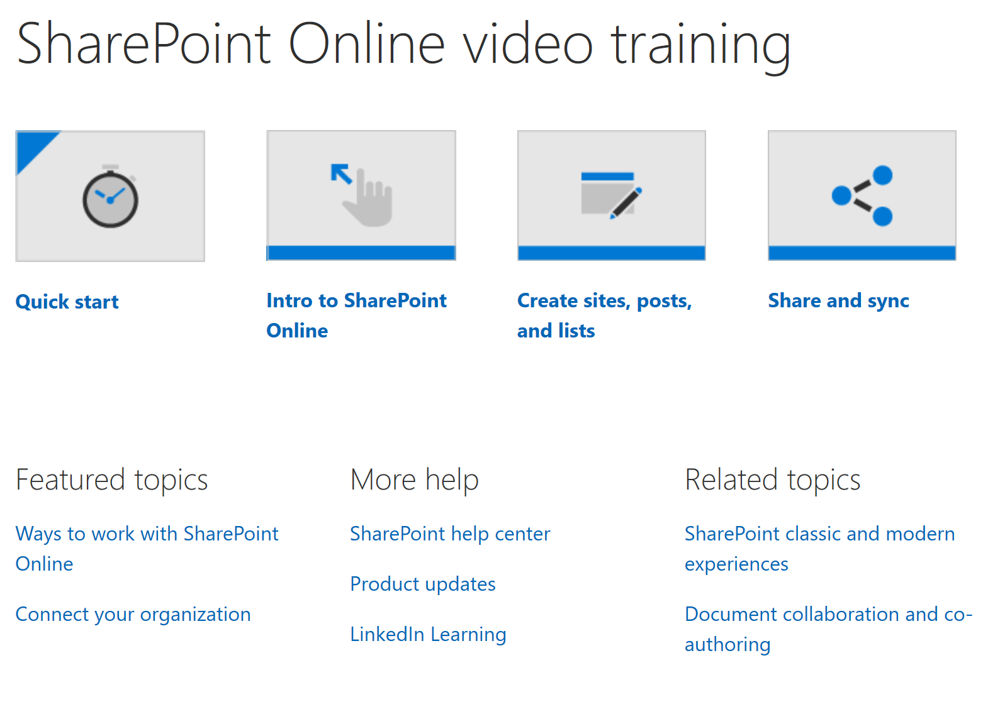 SharePoint Online video training
Quick start
Intro to SharePoint
Online
Create sites, posts,
and lists
Share and sync
Featured topics
Ways to work with SharePoint
Online
Connect your organization
More help
SharePoint help center
Product updates
LinkedIn Learning
Related topics
SharePoint classic and modern
experiences
Document collaboration and co-
authoring